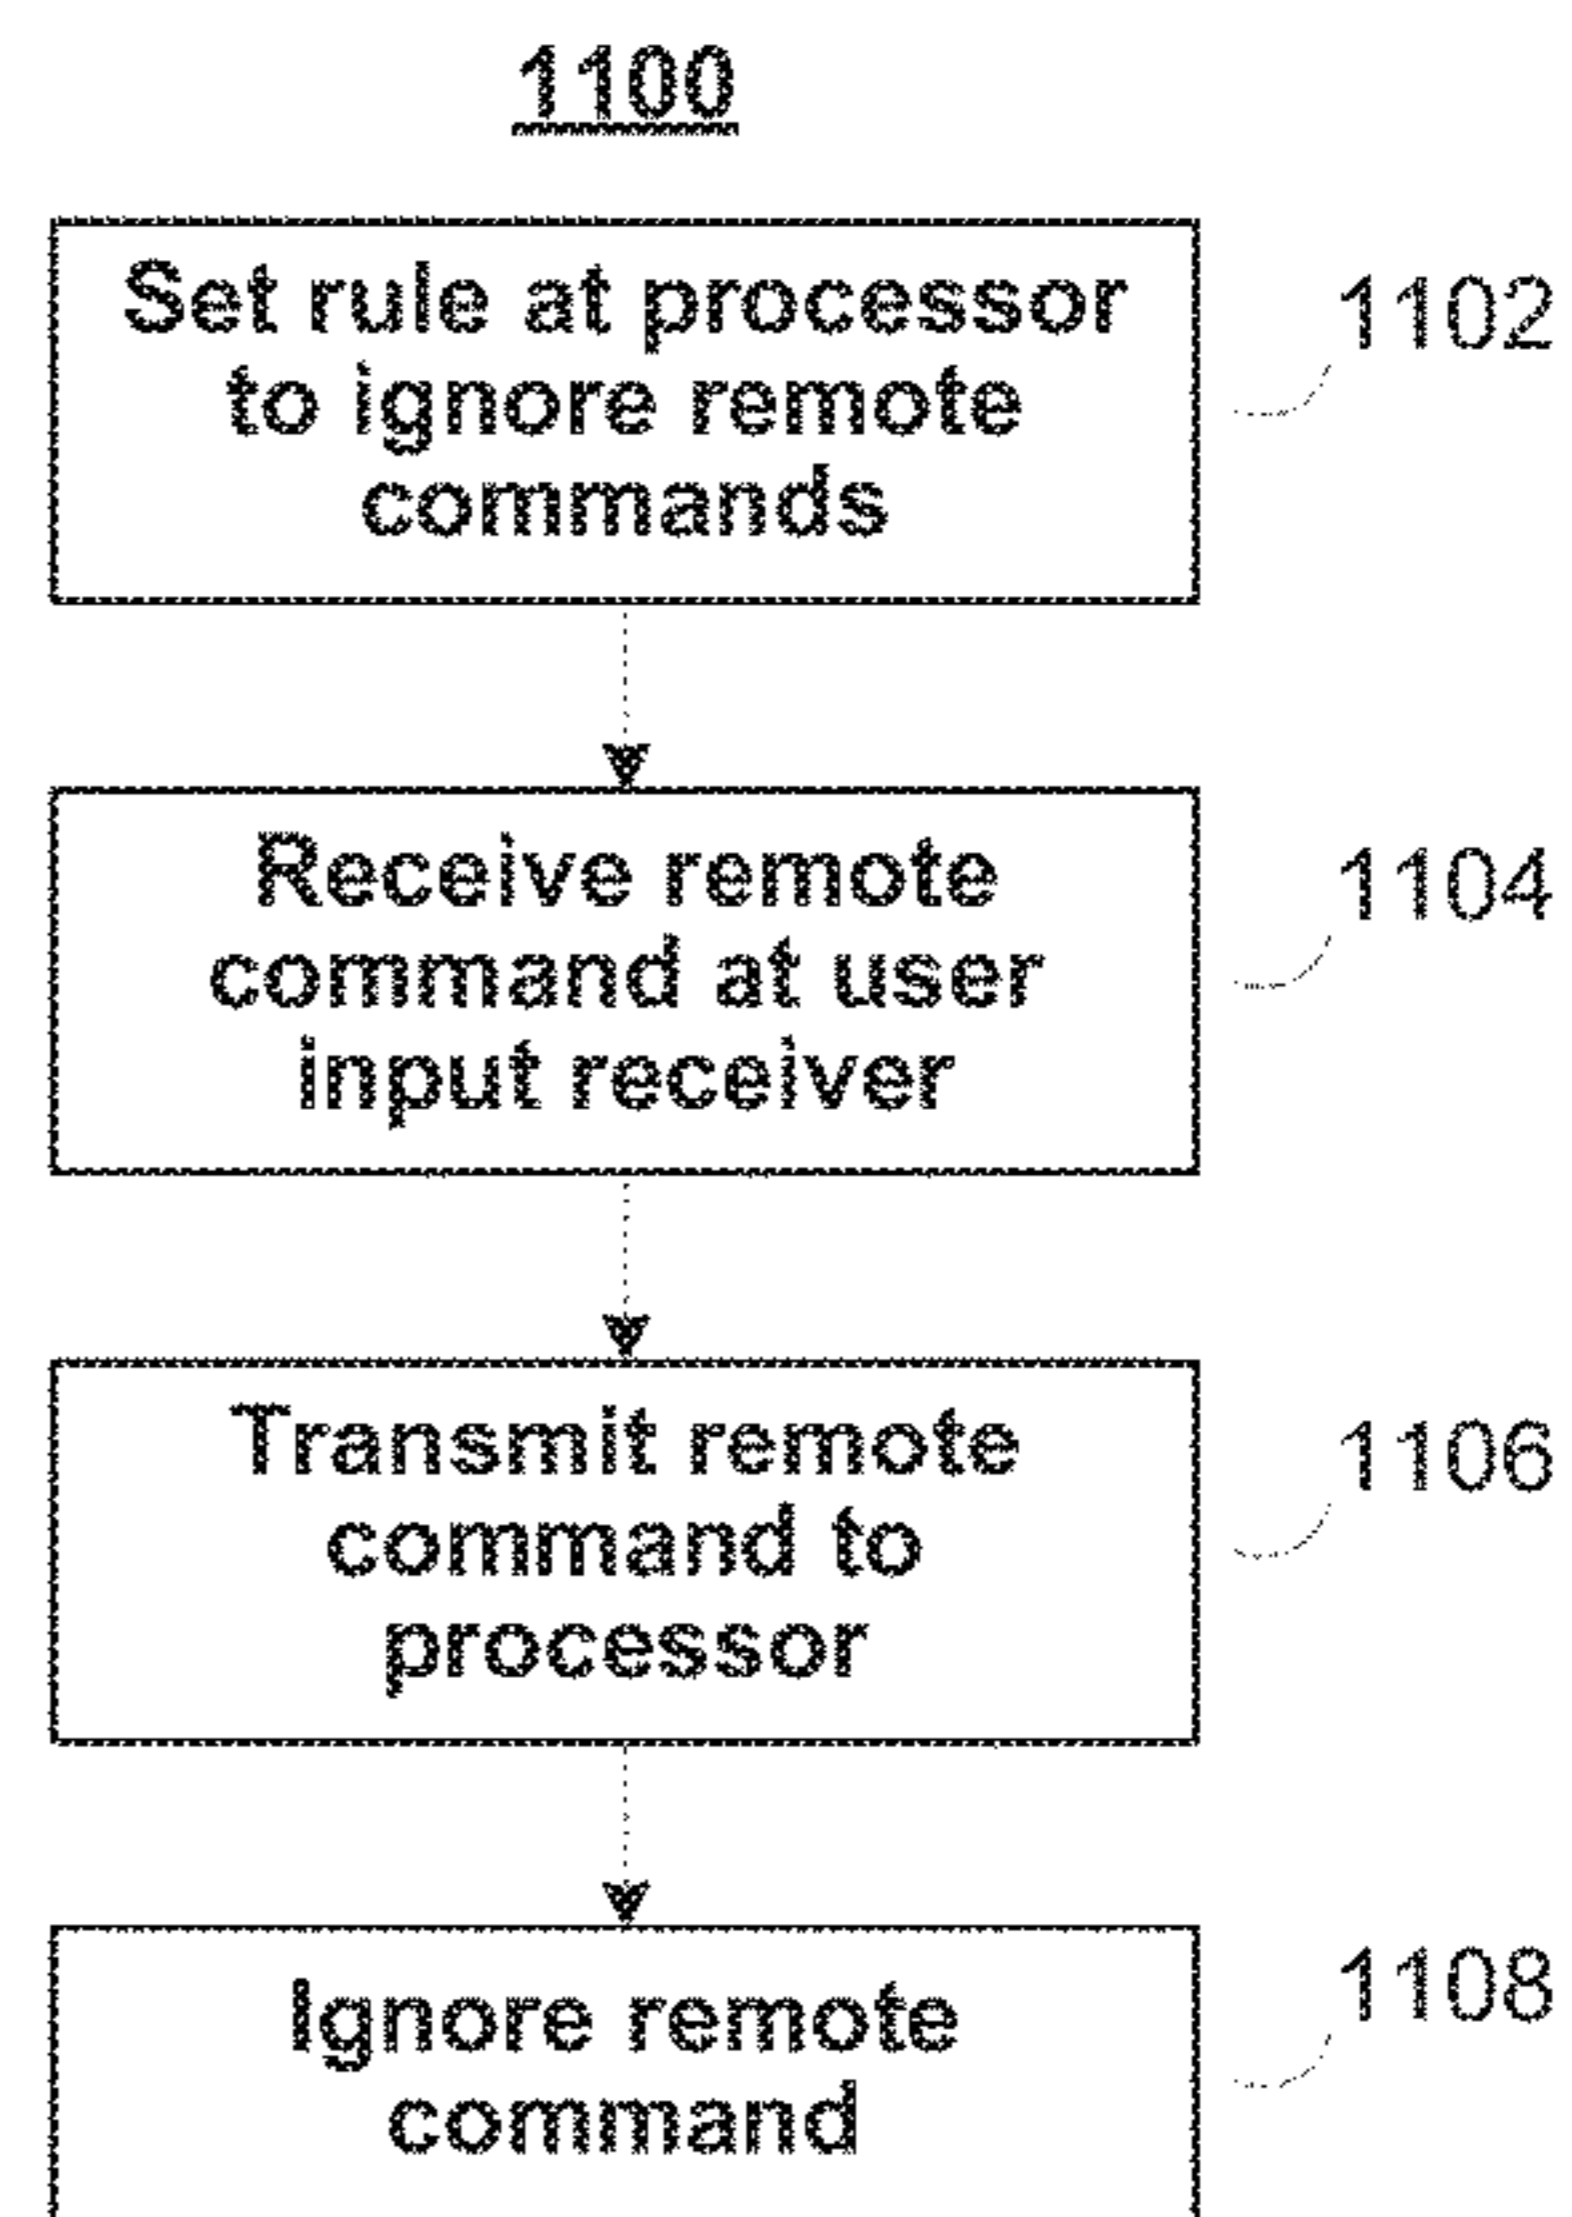 1100
Set rule at processor
to ignore remote
commands
1102
Receive remote
command at user
input receiver
1104
Transmit remote
command to
processor
1106
Ignore remote
command
1108